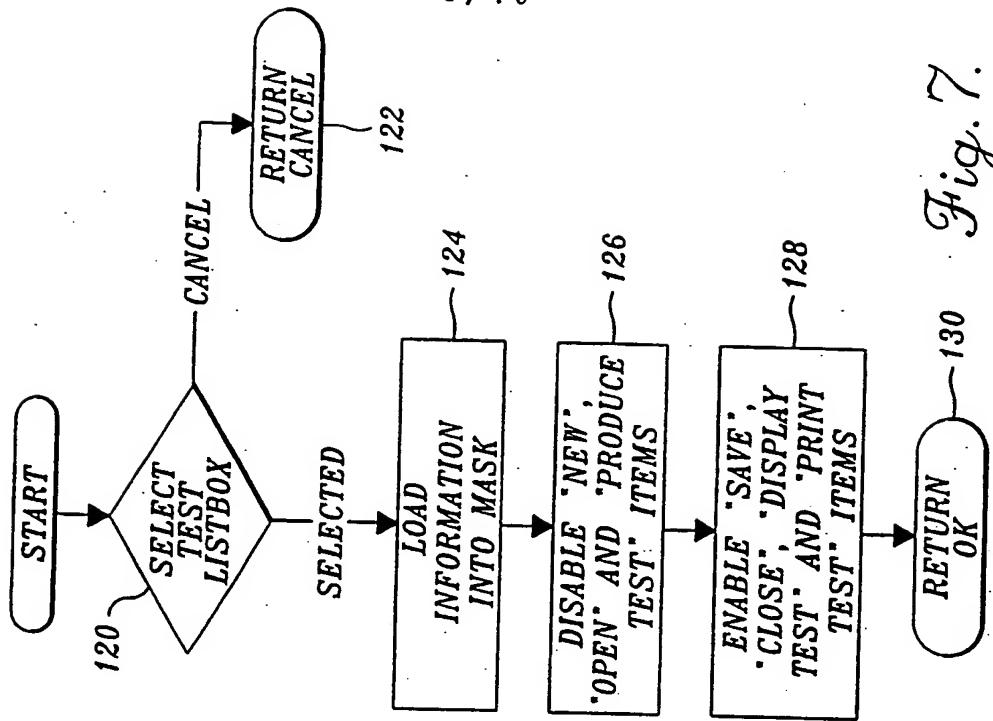 START
120
SELECT
TEST
LISTBOX
CANCEL
RETURN
CANCEL
122
SELECTED
LOAD
INFORMATION
INTO MASK
124
DISABLE "NEW",
"OPEN" AND "PRODUCE
TEST" ITEMS
126
ENABLE "SAVE",
"CLOSE", "DISPLAY
TEST" AND "PRINT
TEST" ITEMS
128
RETURN
OK
130
Fig. 7.